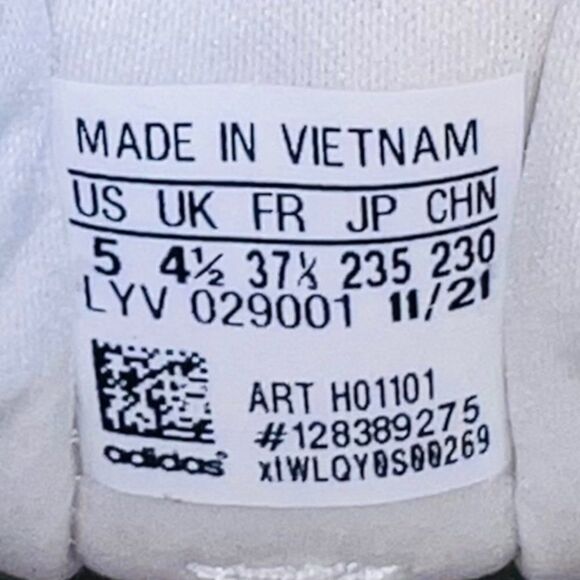 MADE IN VIETNAM
US UK FR JP CHN
5 4½ 37⅓ 235 230
LYV 029001 11/21
ART H01101
#128389275
x1WLQY0S00269
adidas